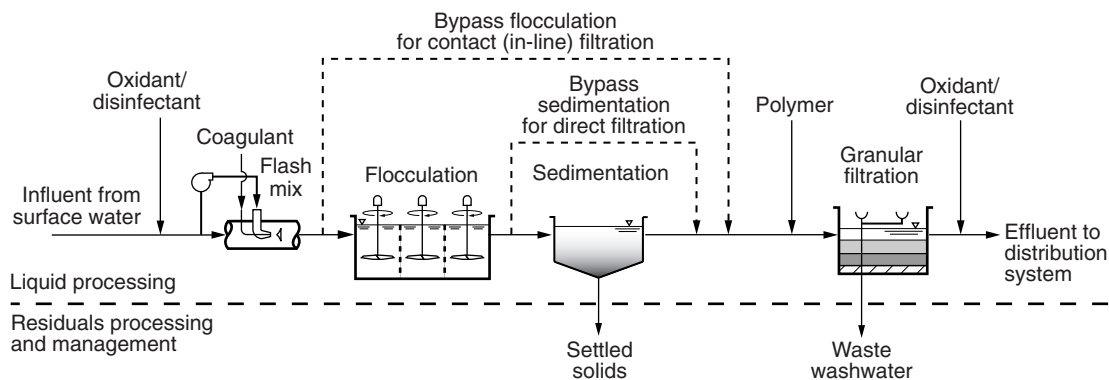 Bypass flocculation
for contact (in-line) filtration
Oxidant/
disinfectant
Bypass
sedimentation
for direct filtration
Polymer
Oxidant/
disinfectant
Coagulant
Flash
mix
Flocculation
Sedimentation
Granular
filtration
Influent from
surface water
Effluent to
distribution
system
Liquid processing
Residuals processing
and management
Settled
solids
Waste
washwater